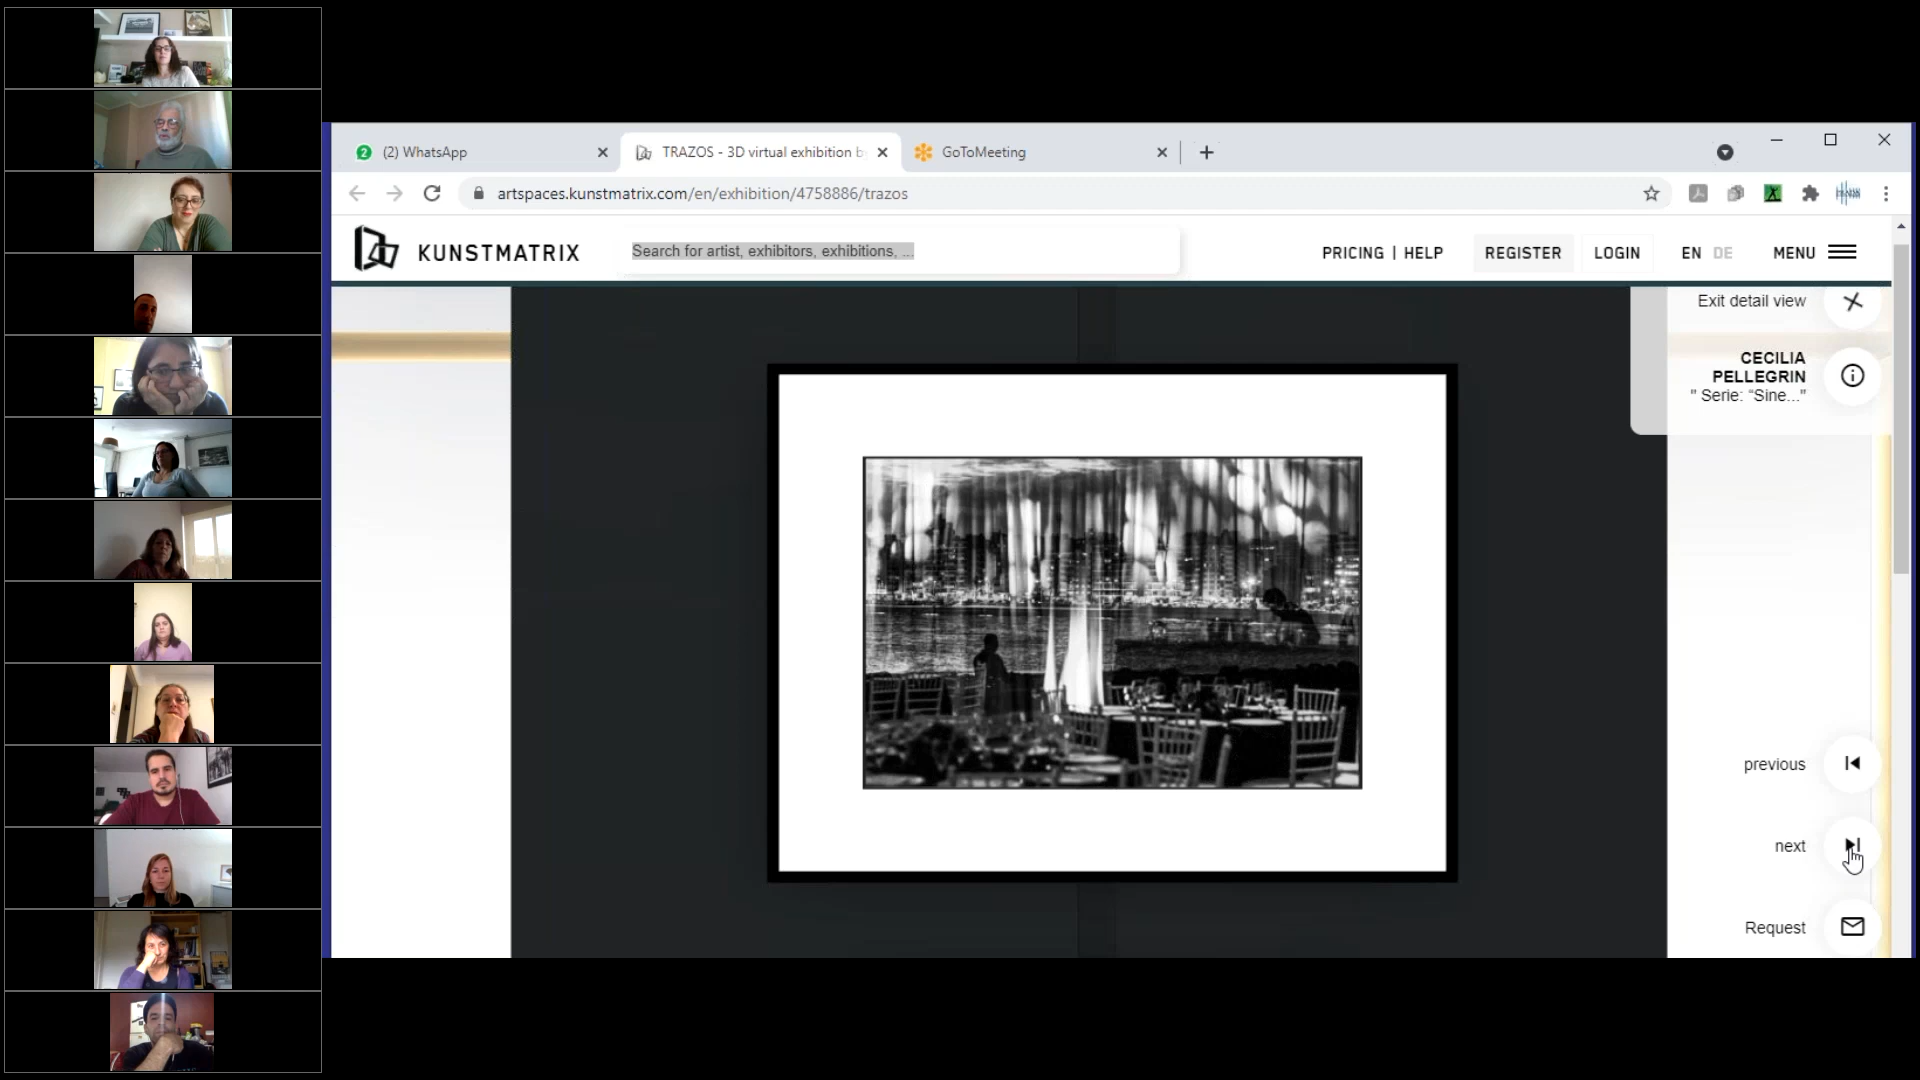 2 (2) WhatsApp
TRAZOS - 3D virtual exhibition b
GoToMeeting
artspaces.kunstmatrix.com/en/exhibition/4758886/trazos
KUNSTMATRIX
Search for artist, exhibitors, exhibitions, ...
PRICING | HELP
REGISTER
LOGIN
EN DE
MENU
Exit detail view
CECILIA
PELLEGRIN
" Serie: “Sine..."
previous
next
Request